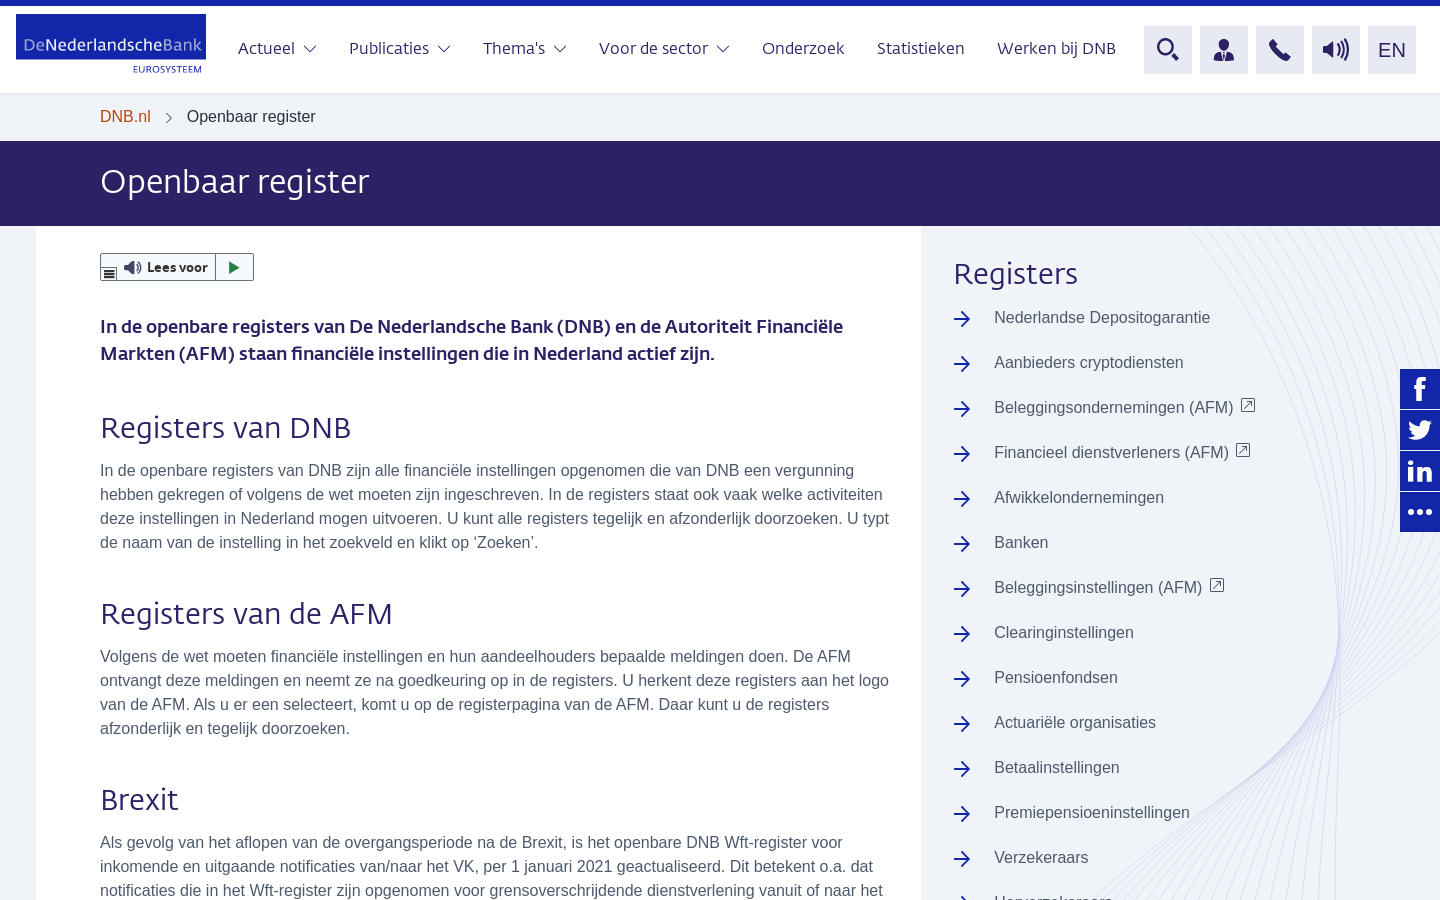 DeNederlandscheBank
EUROSYSTEEM
Actueel
Publicaties
Thema's
Voor de sector
Onderzoek
Statistieken
Werken bij DNB
EN
DNB.nl
Openbaar register
Openbaar register
Lees voor
In de openbare registers van De Nederlandsche Bank (DNB) en de Autoriteit Financiële
Markten (AFM) staan financiële instellingen die in Nederland actief zijn.
Registers van DNB
In de openbare registers van DNB zijn alle financiële instellingen opgenomen die van DNB een vergunning
hebben gekregen of volgens de wet moeten zijn ingeschreven. In de registers staat ook vaak welke activiteiten
deze instellingen in Nederland mogen uitvoeren. U kunt alle registers tegelijk en afzonderlijk doorzoeken. U typt
de naam van de instelling in het zoekveld en klikt op ‘Zoeken’.
Registers van de AFM
Volgens de wet moeten financiële instellingen en hun aandeelhouders bepaalde meldingen doen. De AFM
ontvangt deze meldingen en neemt ze na goedkeuring op in de registers. U herkent deze registers aan het logo
van de AFM. Als u er een selecteert, komt u op de registerpagina van de AFM. Daar kunt u de registers
afzonderlijk en tegelijk doorzoeken.
Brexit
Als gevolg van het aflopen van de overgangsperiode na de Brexit, is het openbare DNB Wft-register voor
inkomende en uitgaande notificaties van/naar het VK, per 1 januari 2021 geactualiseerd. Dit betekent o.a. dat
notificaties die in het Wft-register zijn opgenomen voor grensoverschrijdende dienstverlening vanuit of naar het
Registers
Nederlandse Depositogarantie
Aanbieders cryptodiensten
Beleggingsondernemingen (AFM)
Financieel dienstverleners (AFM)
Afwikkelondernemingen
Banken
Beleggingsinstellingen (AFM)
Clearinginstellingen
Pensioenfondsen
Actuariële organisaties
Betaalinstellingen
Premiepensioeninstellingen
Verzekeraars